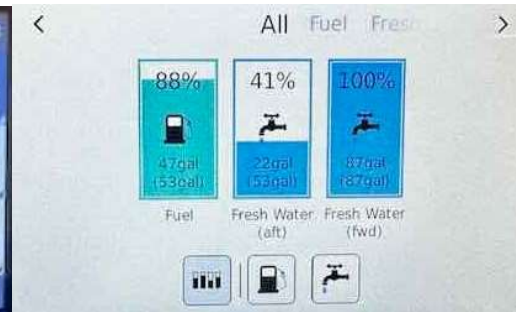 All Fuel Fresh
88% 41% 100%
47gal 22gal 87gal
(53gal) (53gal) (87gal)
Fuel Fresh Water Fresh Water
(aft) (fwd)